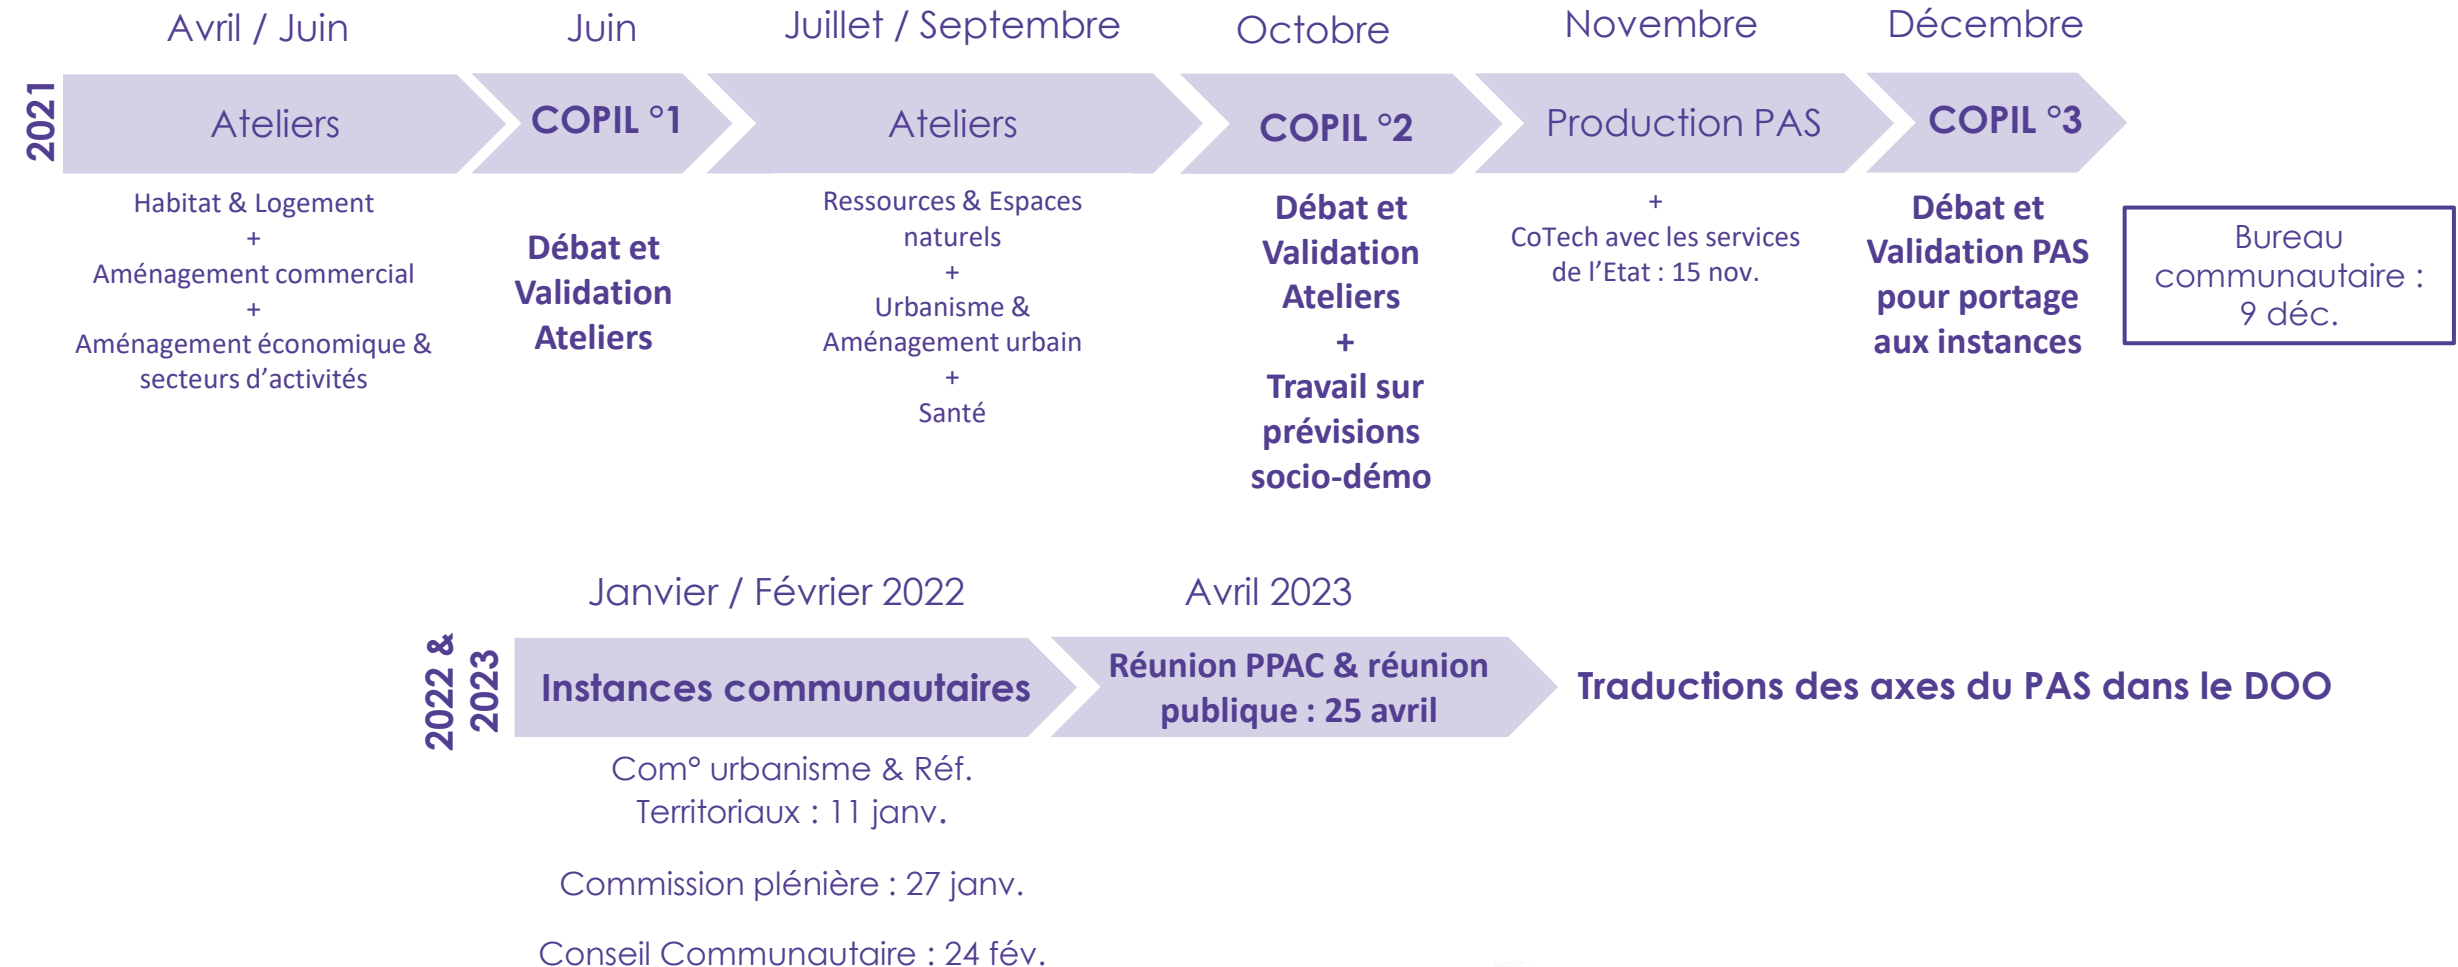 Avril / Juin
Juin
Juillet / Septembre
Octobre
Novembre
Décembre
2021
Ateliers
COPIL °1
Ateliers
COPIL °2
Production PAS
COPIL °3
Habitat & Logement
+
Aménagement commercial
+
Aménagement économique &
secteurs d'activités
Débat et
Validation
Ateliers
Ressources & Espaces
naturels
+
Urbanisme &
Aménagement urbain
+
Santé
Débat et
Validation
Ateliers
+
Travail sur
prévisions
socio-démo
+
CoTech avec les services
de l'Etat : 15 nov.
Débat et
Validation PAS
pour portage
aux instances
Bureau
communautaire :
9 déc.
Janvier / Février 2022
Avril 2023
2022 &
2023
Instances communautaires
Réunion PPAC & réunion
publique : 25 avril
Traductions des axes du PAS dans le DOO
Com° urbanisme & Réf.
Territoriaux : 11 janv.
Commission plénière : 27 janv.
Conseil Communautaire : 24 fév.